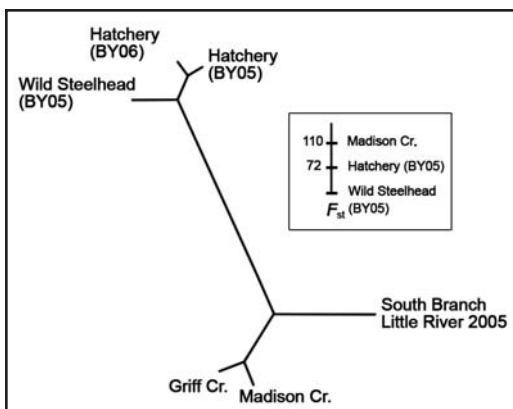 Hatchery
(BY06)
Hatchery
(BY05)
Wild Steelhead
(BY05)
110
Madison Cr.
72
Hatchery (BY05)
Wild Steelhead
Fst (BY05)
South Branch
Little River 2005
Griff Cr.
Madison Cr.